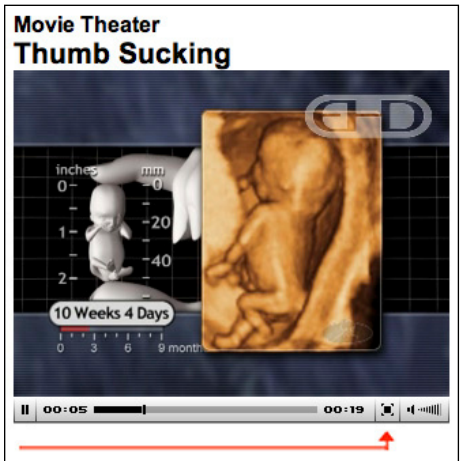 Movie Theater
Thumb Sucking
inches
mm
0
0
1
20
40
2
10 Weeks 4 Days
0 3 6 9 month
00:05
00:19